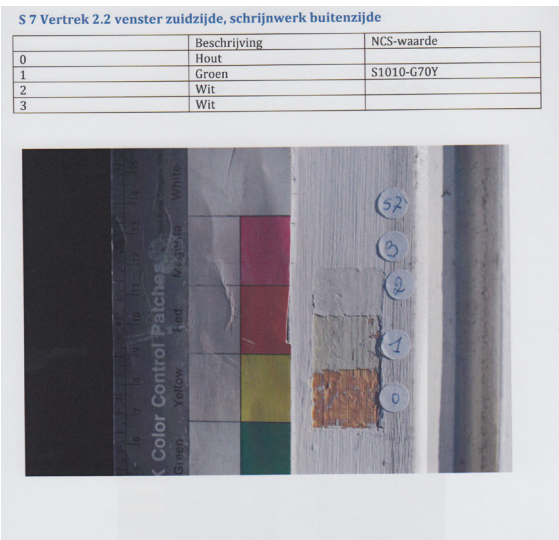 S 7 Vertrek 2.2 venster zuidzijde, schrijnwerk buitenzijde
Beschrijving NCS-waarde
0 Hout
1 Groen S1010-G70Y
2 Wit
3 Wit
S7
3
2
1
0
Color Control Patches
Green Yellow Red Magenta White